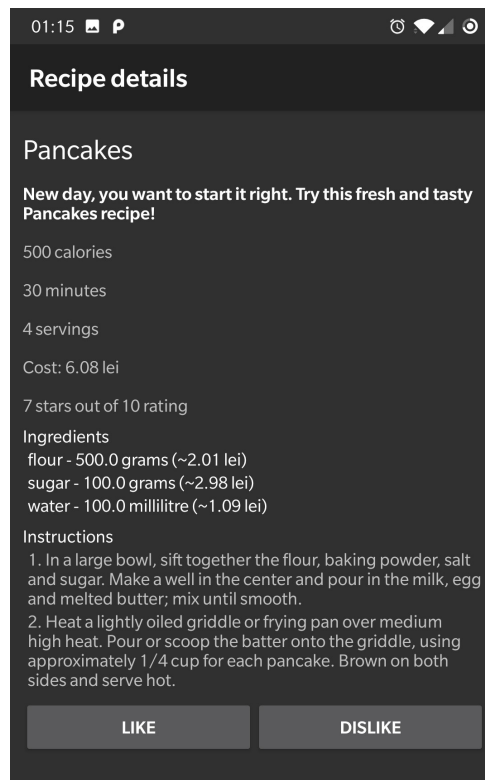 01:15
Recipe details
Pancakes
New day, you want to start it right. Try this fresh and tasty
Pancakes recipe!
500 calories
30 minutes
4 servings
Cost: 6.08 lei
7 stars out of 10 rating
Ingredients
flour - 500.0 grams (~2.01 lei)
sugar - 100.0 grams (~2.98 lei)
water - 100.0 millilitre (~1.09 lei)
Instructions
1. In a large bowl, sift together the flour, baking powder, salt
and sugar. Make a well in the center and pour in the milk, egg
and melted butter; mix until smooth.
2. Heat a lightly oiled griddle or frying pan over medium
high heat. Pour or scoop the batter onto the griddle, using
approximately 1/4 cup for each pancake. Brown on both
sides and serve hot.
LIKE DISLIKE